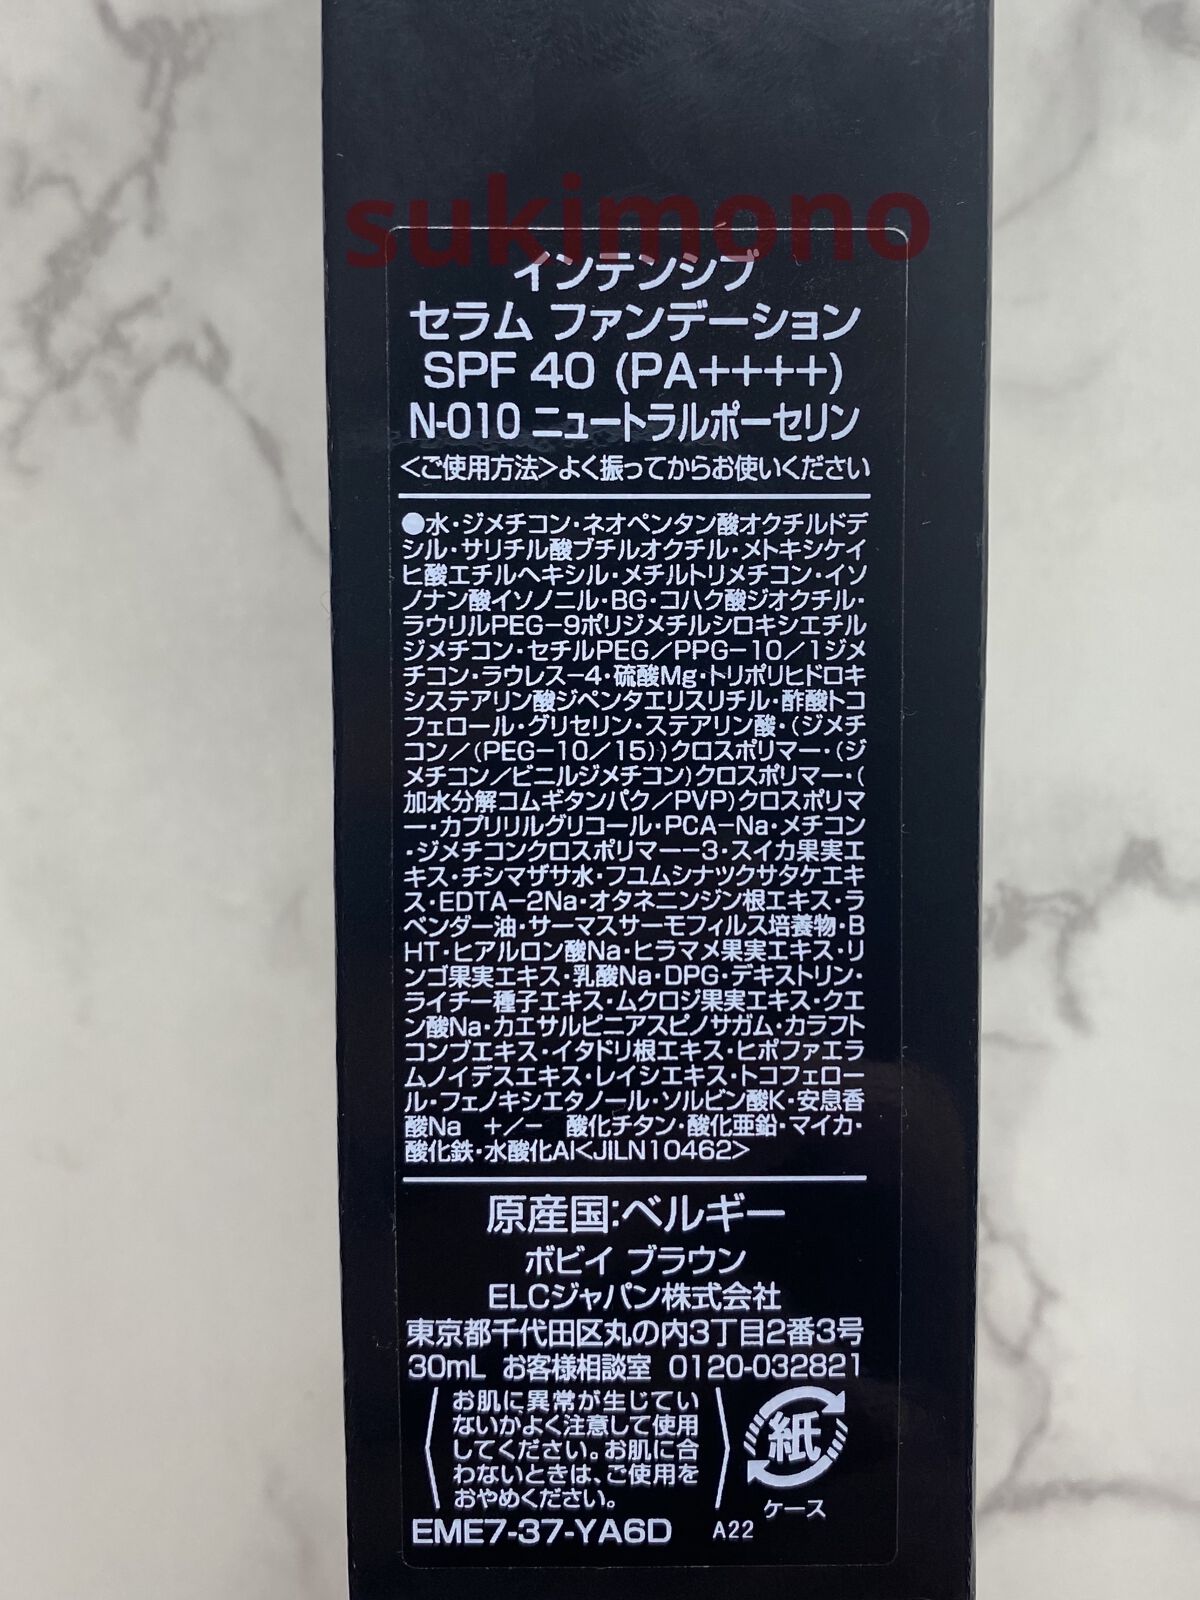 sukimono
インテンシブ
セラム ファンデーション
SPF 40 (PA++++)
N-010 ニュートラルポーセリン
<ご使用方法>よく振ってからお使いください
●水・ジメチコン・ネオペンタン酸オクチルドデ
シル・サリチル酸ブチルオクチル・メトキシケイ
ヒ酸エチルヘキシル・メチルトリメチコン・イソ
ノナン酸イソノニル・BG・コハク酸ジオクチル・
ラウリルPEG-9ポリジメチルシロキシエチル
ジメチコン・セチルPEG/PPG-10/1ジメ
チコン・ラウレス-4・硫酸Mg・トリポリヒドロキ
システアリン酸ジペンタエリスリチル・酢酸トコ
フェロール・グリセリン・ステアリン酸・(ジメチ
コン/(PEG-10/15))クロスポリマー・(ジ
メチコン/ビニルジメチコン)クロスポリマー・(
加水分解コムギタンパク/PVP)クロスポリマ
ー・カプリリルグリコール・PCA-Na・メチコン
・ジメチコンクロスポリマー-3・スイカ果実エ
キス・チシマザサ水・フユムシナツクサタケエキ
ス・EDTA-2Na・オタネニンジン根エキス・ラ
ベンダー油・サーマスサーモフィルス培養物・B
HT・ヒアルロン酸Na・ヒラマメ果実エキス・リ
ンゴ果実エキス・乳酸Na・DPG・デキストリン・
ライチー種子エキス・ムクロジ果実エキス・クエ
ン酸Na・カエサルピニアスピノサガム・カラフト
コンブエキス・イタドリ根エキス・ヒポファエラ
ムノイデスエキス・レイシエキス・トコフェロー
ル・フェノキシエタノール・ソルビン酸K・安息香
酸Na +/- 酸化チタン・酸化亜鉛・マイカ・
酸化鉄・水酸化Al<JILN10462>
原産国:ベルギー
ボビイ ブラウン
ELCジャパン株式会社
東京都千代田区丸の内3丁目2番3号
30mL お客様相談室 0120-032821
お肌に異常が生じてい
ないかよく注意して使用
してください。お肌に合
わないときは、ご使用を
おやめください。
紙
ケース
EME7-37-YA6D A22